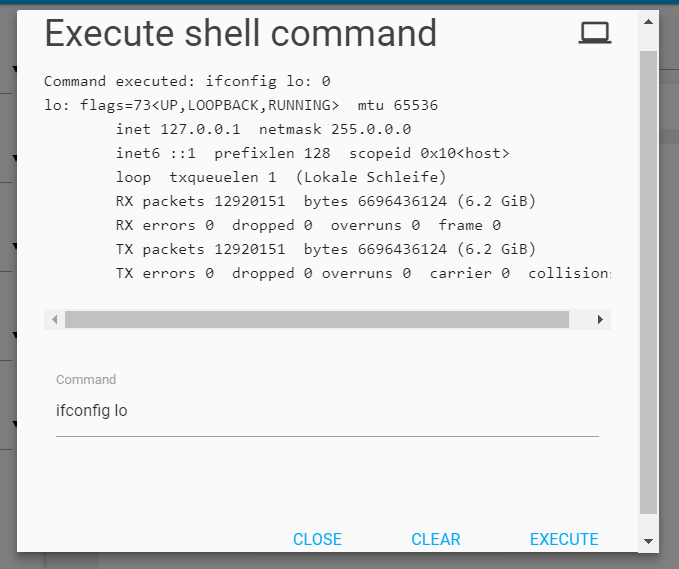 Execute shell command
Command executed: ifconfig lo: 0
lo: flags=73<UP,LOOPBACK,RUNNING>  mtu 65536
        inet 127.0.0.1  netmask 255.0.0.0
        inet6 ::1  prefixlen 128  scopeid 0x10<host>
        loop  txqueuelen 1  (Lokale Schleife)
        RX packets 12920151  bytes 6696436124 (6.2 GiB)
        RX errors 0  dropped 0  overruns 0  frame 0
        TX packets 12920151  bytes 6696436124 (6.2 GiB)
        TX errors 0  dropped 0 overruns 0  carrier 0  collision
Command
ifconfig lo
CLOSE CLEAR EXECUTE